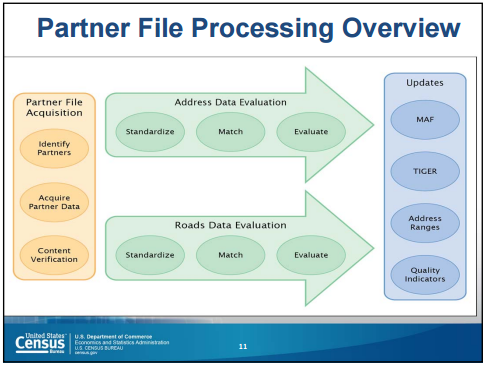 Partner File Processing Overview
Partner File
Acquisition
Identify
Partners
Acquire
Partner Data
Content
Verification
Address Data Evaluation
Standardize
Match
Evaluate
Roads Data Evaluation
Standardize
Match
Evaluate
Updates
MAF
TIGER
Address
Ranges
Quality
Indicators
United States®
Census
Bureau
U.S. Department of Commerce
Economics and Statistics Administration
U.S. CENSUS BUREAU
census.gov
11